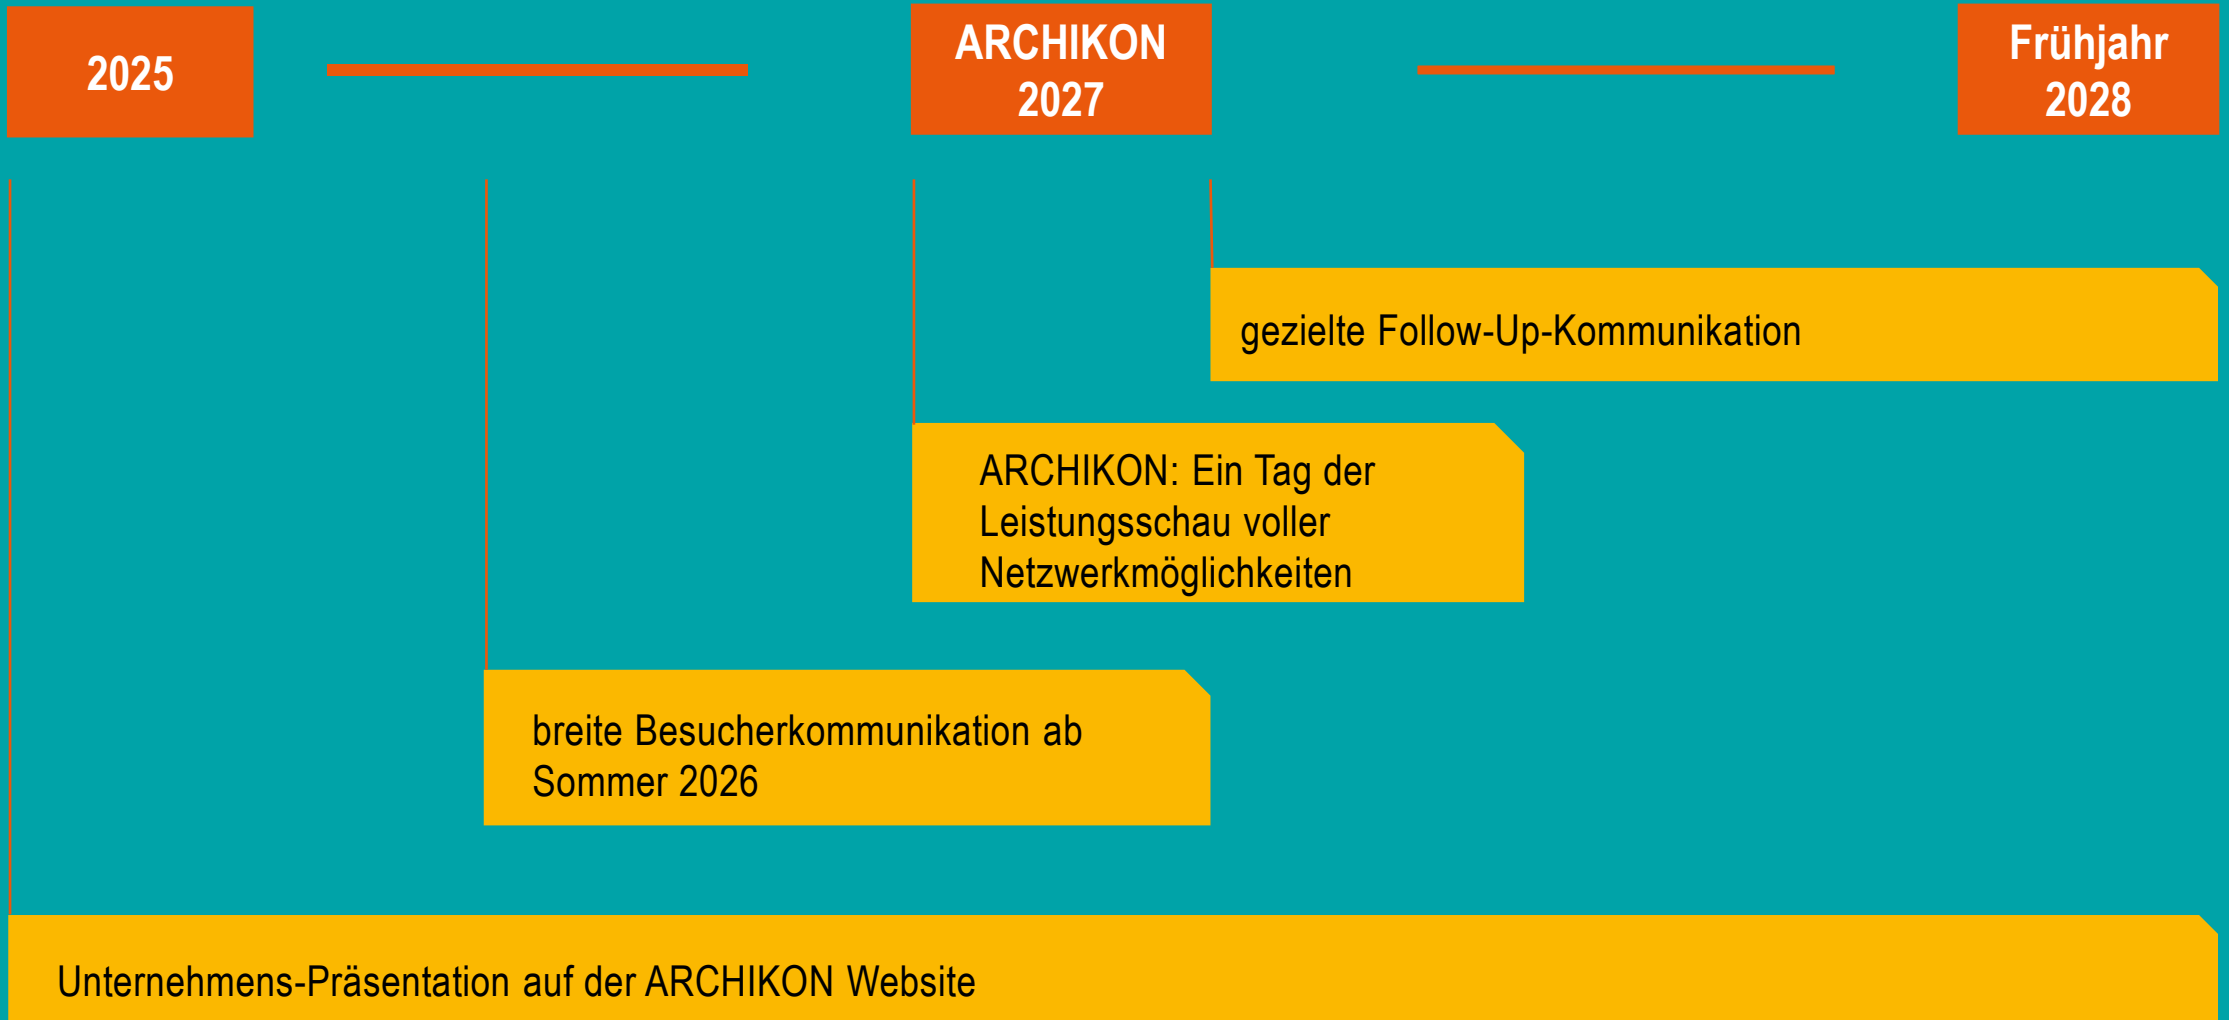 2025
ARCHIKON
2027
Frühjahr
2028
gezielte Follow-Up-Kommunikation
ARCHIKON: Ein Tag der
Leistungsschau voller
Netzwerkmöglichkeiten
breite Besucherkommunikation ab
Sommer 2026
Unternehmens-Präsentation auf der ARCHIKON Website